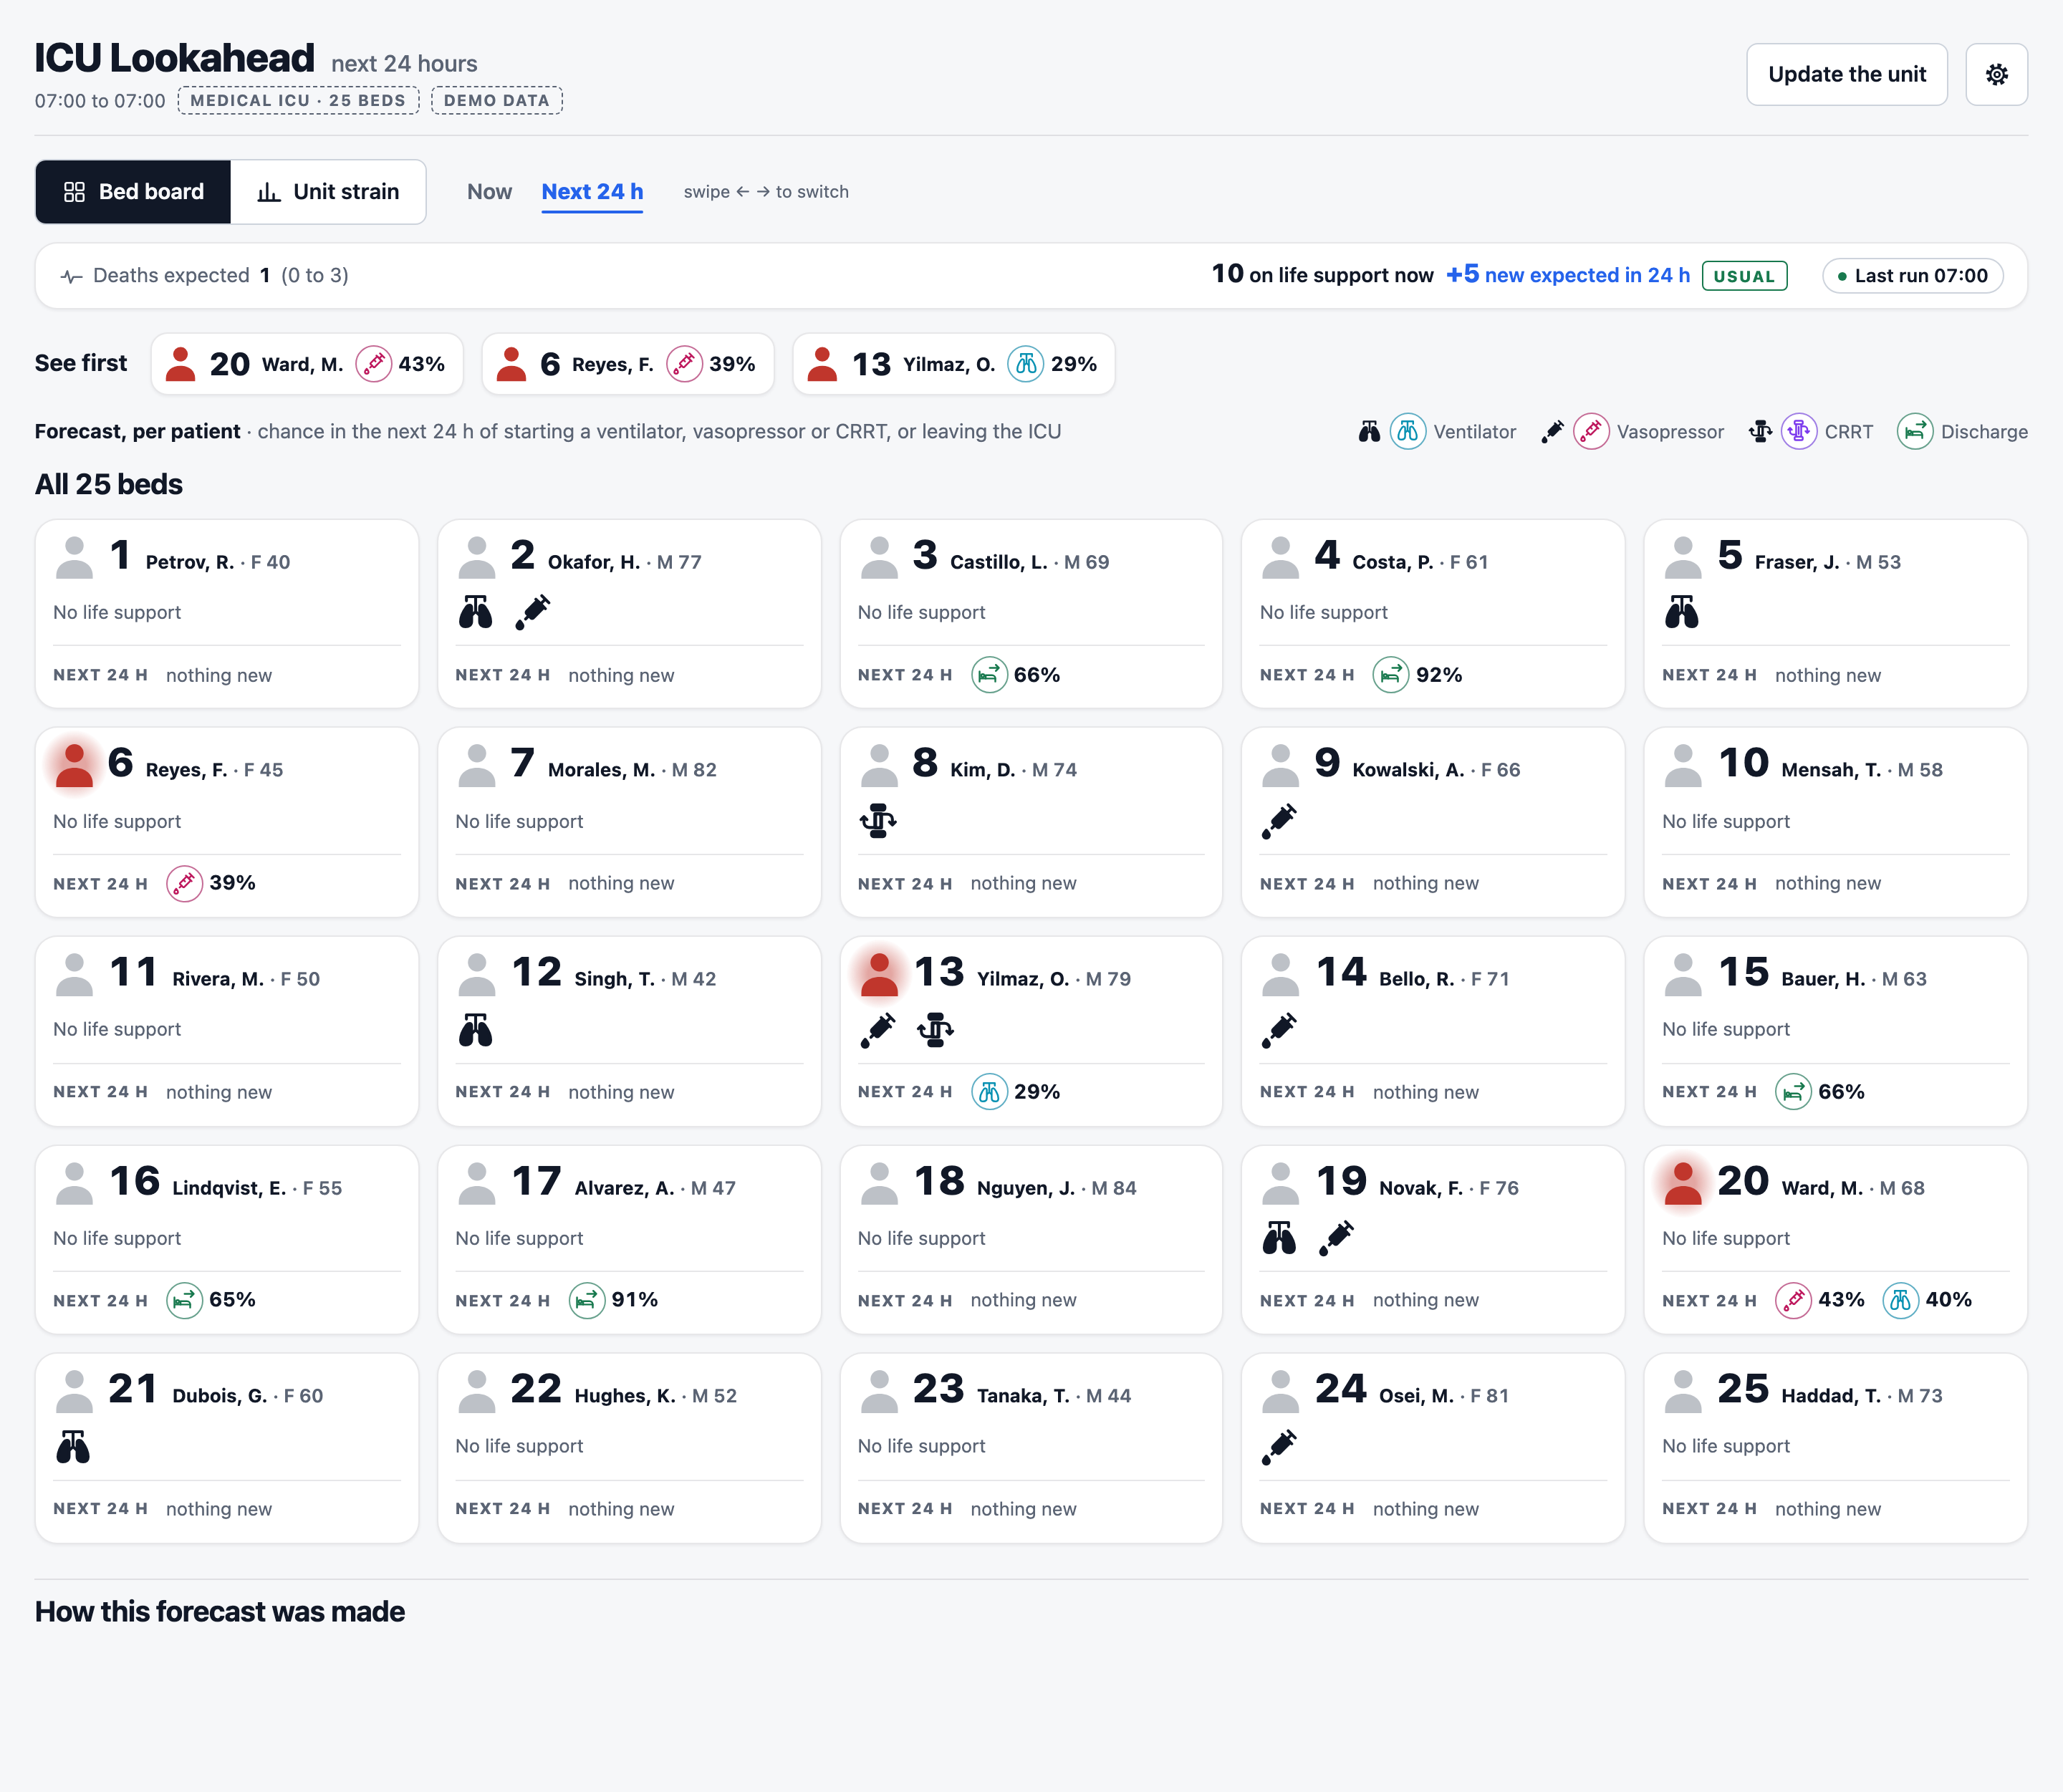 ICU Lookahead next 24 hours
Update the unit
07:00 to 07:00 MEDICAL ICU · 25 BEDS DEMO DATA
Bed board Unit strain Now Next 24 h swipe ← → to switch
Deaths expected 1 (0 to 3) 10 on life support now +5 new expected in 24 h USUAL Last run 07:00
See first 20 Ward, M. 43% 6 Reyes, F. 39% 13 Yilmaz, O. 29%
Forecast, per patient · chance in the next 24 h of starting a ventilator, vasopressor or CRRT, or leaving the ICU Ventilator Vasopressor CRRT Discharge
All 25 beds
1 Petrov, R. · F 40
No life support
NEXT 24 H nothing new
2 Okafor, H. · M 77
NEXT 24 H nothing new
3 Castillo, L. · M 69
No life support
NEXT 24 H 66%
4 Costa, P. · F 61
No life support
NEXT 24 H 92%
5 Fraser, J. · M 53
NEXT 24 H nothing new
6 Reyes, F. · F 45
No life support
NEXT 24 H 39%
7 Morales, M. · M 82
No life support
NEXT 24 H nothing new
8 Kim, D. · M 74
NEXT 24 H nothing new
9 Kowalski, A. · F 66
NEXT 24 H nothing new
10 Mensah, T. · M 58
No life support
NEXT 24 H nothing new
11 Rivera, M. · F 50
No life support
NEXT 24 H nothing new
12 Singh, T. · M 42
NEXT 24 H nothing new
13 Yilmaz, O. · M 79
NEXT 24 H 29%
14 Bello, R. · F 71
NEXT 24 H nothing new
15 Bauer, H. · M 63
No life support
NEXT 24 H 66%
16 Lindqvist, E. · F 55
No life support
NEXT 24 H 65%
17 Alvarez, A. · M 47
No life support
NEXT 24 H 91%
18 Nguyen, J. · M 84
No life support
NEXT 24 H nothing new
19 Novak, F. · F 76
NEXT 24 H nothing new
20 Ward, M. · M 68
No life support
NEXT 24 H 43% 40%
21 Dubois, G. · F 60
NEXT 24 H nothing new
22 Hughes, K. · M 52
No life support
NEXT 24 H nothing new
23 Tanaka, T. · M 44
No life support
NEXT 24 H nothing new
24 Osei, M. · F 81
NEXT 24 H nothing new
25 Haddad, T. · M 73
No life support
NEXT 24 H nothing new
How this forecast was made